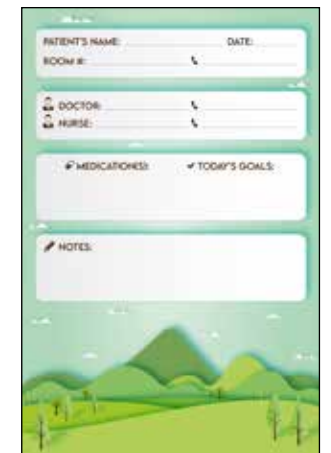 PATIENT'S NAME: DATE:
ROOM #:
DOCTOR:
NURSE:
MEDICATION(S): TODAY'S GOALS:
NOTES: